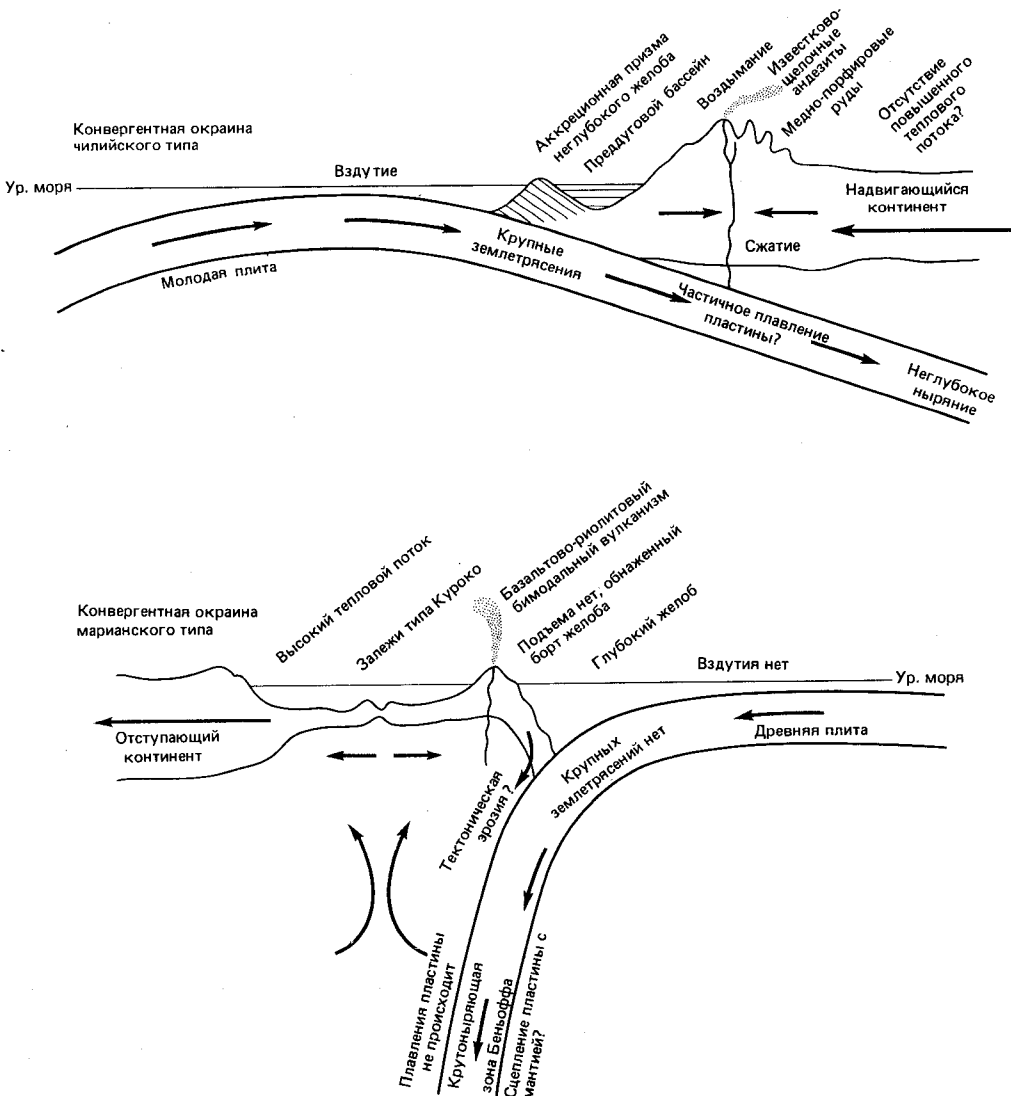 Конвергентная окраина
чилийского типа
Ур. моря
Вздутие
Аккреционная призма
неглубокого желоба
Преддуговой бассейн
Воздымание
Известково-
щелочные
андезиты
Медно-порфировые
руды
Отсутствие
повышенного
теплового
потока?
Надвигающийся
континент
Сжатие
Молодая плита
Крупные
землетрясения
Частичное плавление
пластины?
Неглубокое
ныряние
Конвергентная окраина
марианского типа
Высокий тепловой поток
Залежи типа Куроко
Базальтово-риолитовый
бимодальный вулканизм
Подъема нет, обнаженный
борт желоба
Глубокий желоб
Вздутия нет
Ур. моря
Отступающий
континент
Древняя плита
Крупных
землетрясений нет
Тектоническая
эрозия?
Плавления пластины
не происходит
Крутоныряющая
зона Беньоффа
Сцепление пластины с
мантией?